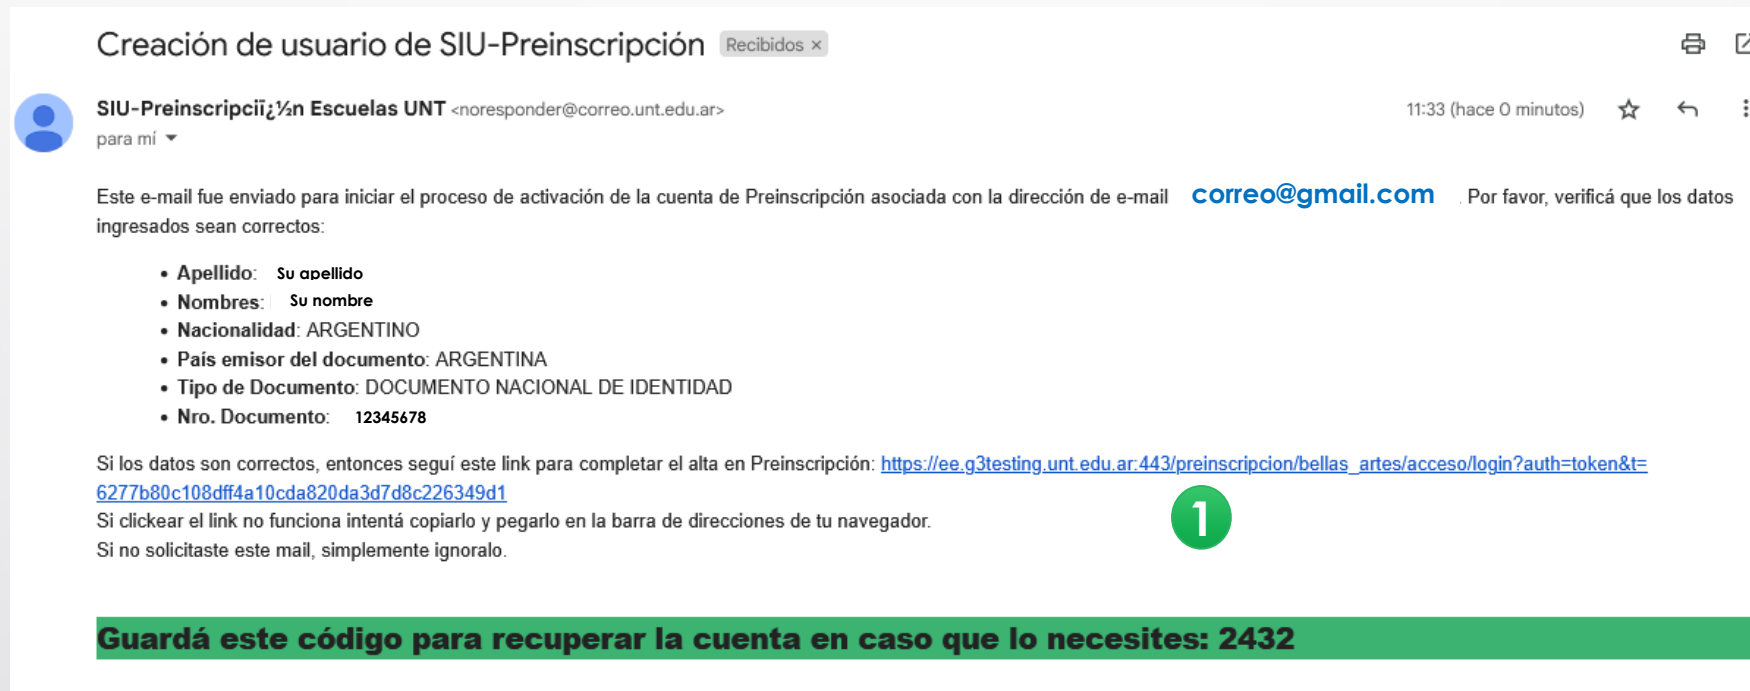 Creación de usuario de SIU-Preinscripción Recibidos ×
SIU-Preinscripciï¿½n Escuelas UNT <noresponder@correo.unt.edu.ar> 11:33 (hace 0 minutos)
para mí
Este e-mail fue enviado para iniciar el proceso de activación de la cuenta de Preinscripción asociada con la dirección de e-mail correo@gmail.com . Por favor, verificá que los datos
ingresados sean correctos:
• Apellido: Su apellido
• Nombres: Su nombre
• Nacionalidad: ARGENTINO
• País emisor del documento: ARGENTINA
• Tipo de Documento: DOCUMENTO NACIONAL DE IDENTIDAD
• Nro. Documento: 12345678
Si los datos son correctos, entonces seguí este link para completar el alta en Preinscripción: https://ee.g3testing.unt.edu.ar:443/preinscripcion/bellas_artes/acceso/login?auth=token&t=
6277b80c108dff4a10cda820da3d7d8c226349d1
Si clickear el link no funciona intentá copiarlo y pegarlo en la barra de direcciones de tu navegador.
1
Si no solicitaste este mail, simplemente ignoralo.
Guardá este código para recuperar la cuenta en caso que lo necesites: 2432